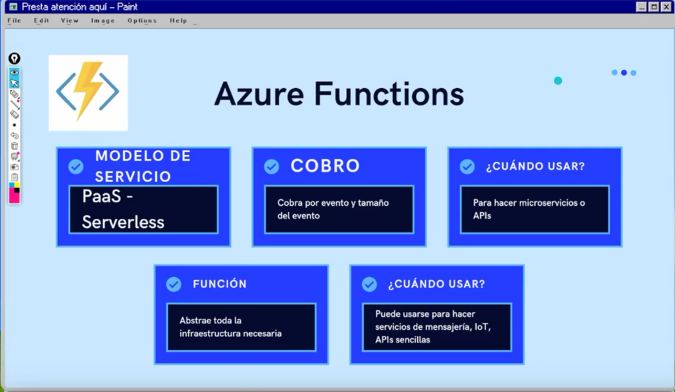 Presta atención aquí – Paint
File Edit View Image Options Help
Azure Functions
MODELO DE
SERVICIO
PaaS -
Serverless
COBRO
Cobra por evento y tamaño
del evento
¿CUÁNDO USAR?
Para hacer microservicios o
APIs
FUNCIÓN
Abstrae toda la
infraestructura necesaria
¿CUÁNDO USAR?
Puede usarse para hacer
servicios de mensajería, IoT,
APIs sencillas